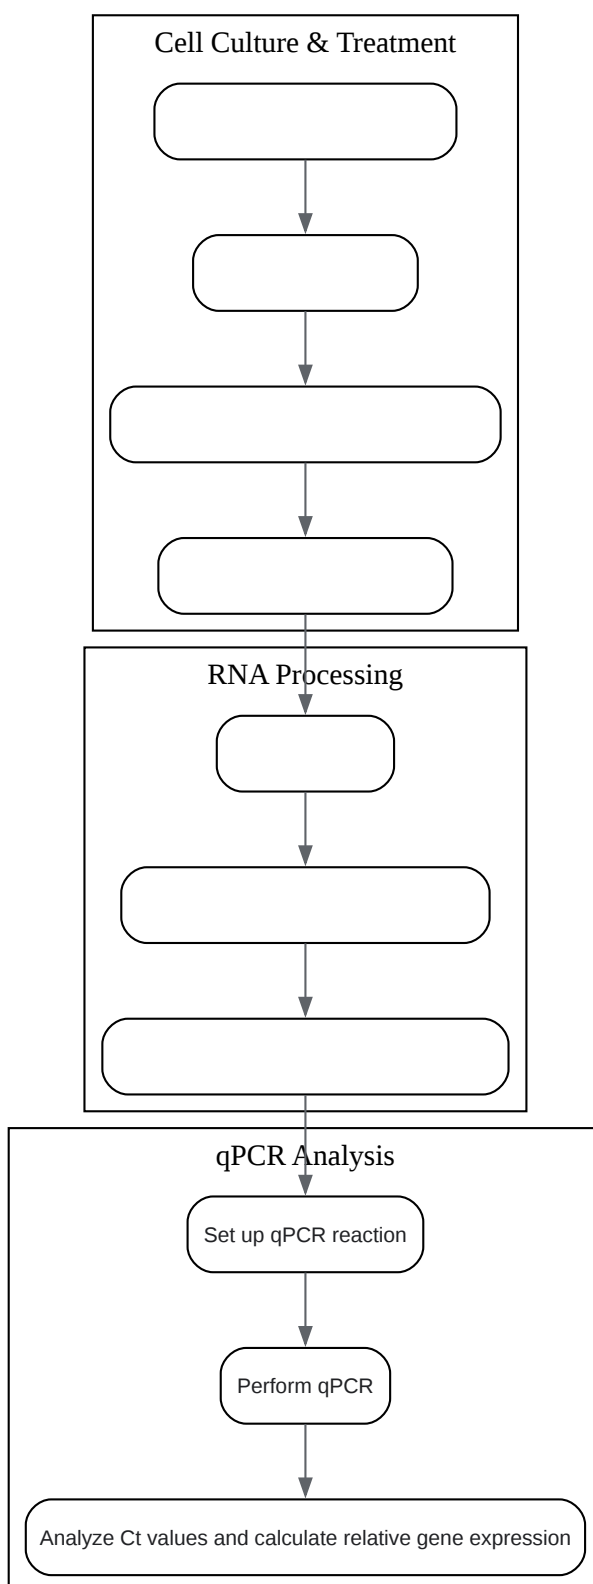 Cell Culture & Treatment
RNA Processing
qPCR Analysis
Set up qPCR reaction
Perform qPCR
Analyze Ct values and calculate relative gene expression